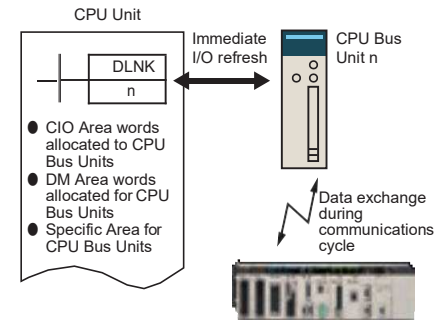 CPU Unit
DLNK
n
● CIO Area words
allocated to CPU
Bus Units
● DM Area words
allocated for CPU
Bus Units
● Specific Area for
CPU Bus Units
Immediate
I/O refresh
CPU Bus
Unit n
Data exchange
during
communications
cycle